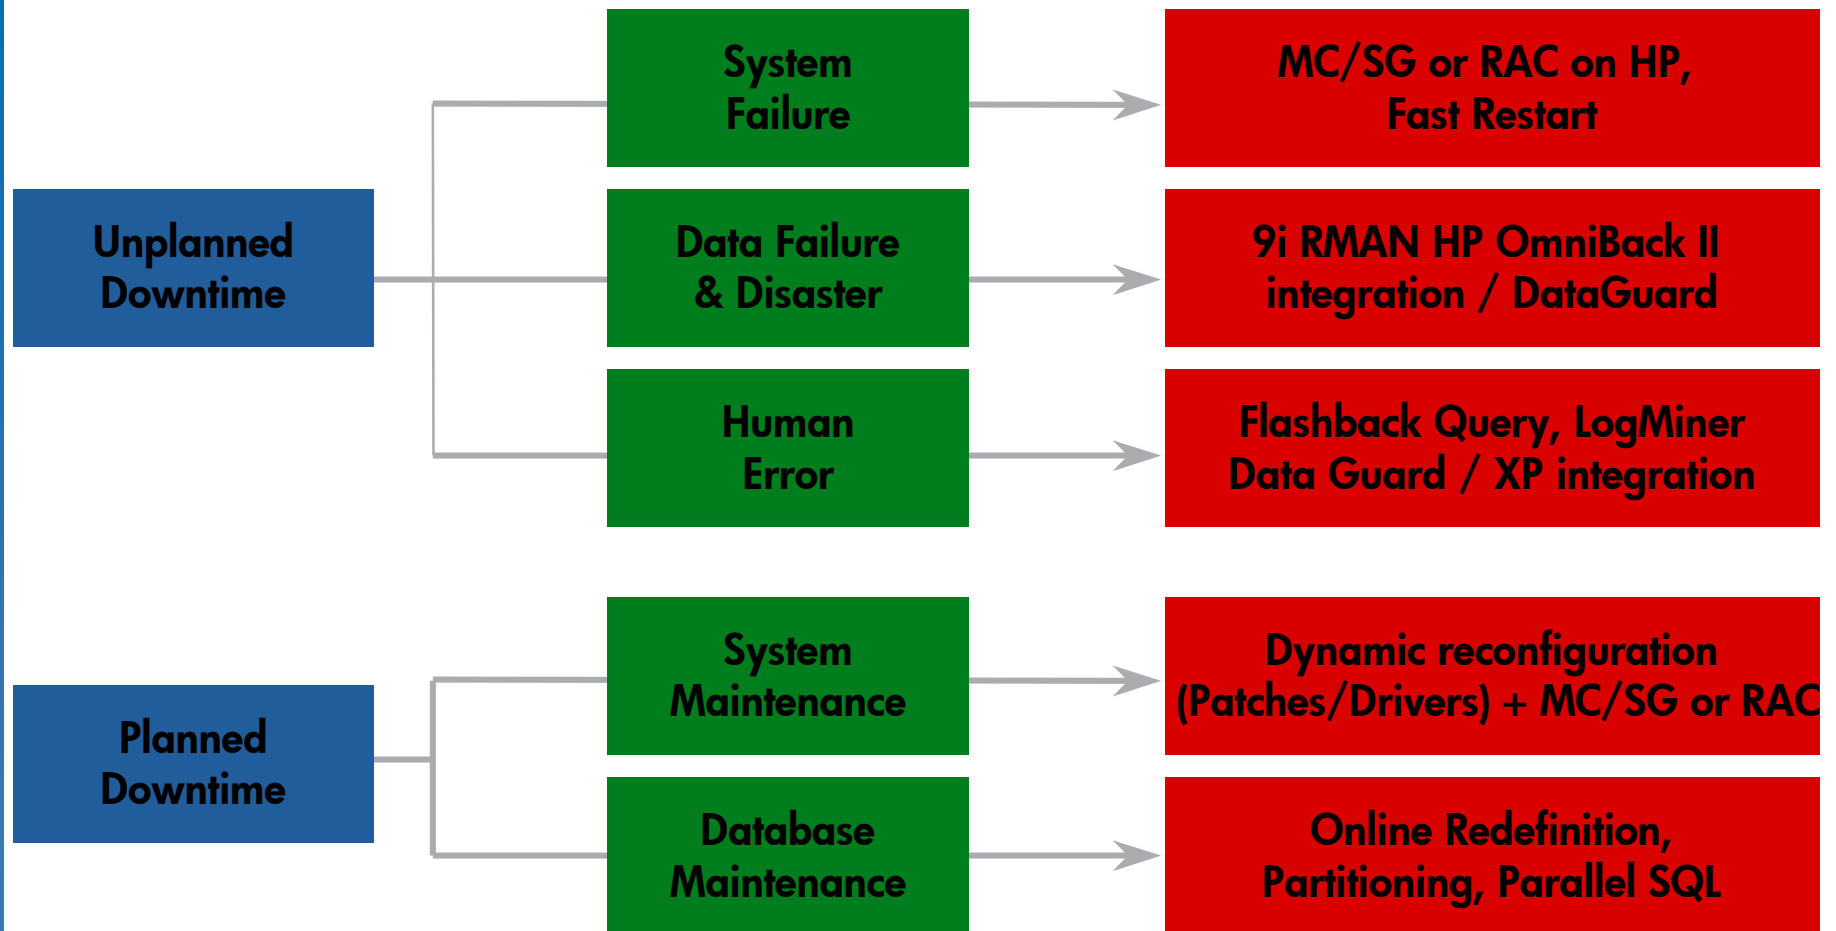 System
Failure
MC/SG or RAC on HP,
Fast Restart
Unplanned
Downtime
Data Failure
& Disaster
9i RMAN HP OmniBack II
integration / DataGuard
Human
Error
Flashback Query, LogMiner
Data Guard / XP integration
Planned
Downtime
System
Maintenance
Dynamic reconfiguration
(Patches/Drivers) + MC/SG or RAC
Database
Maintenance
Online Redefinition,
Partitioning, Parallel SQL